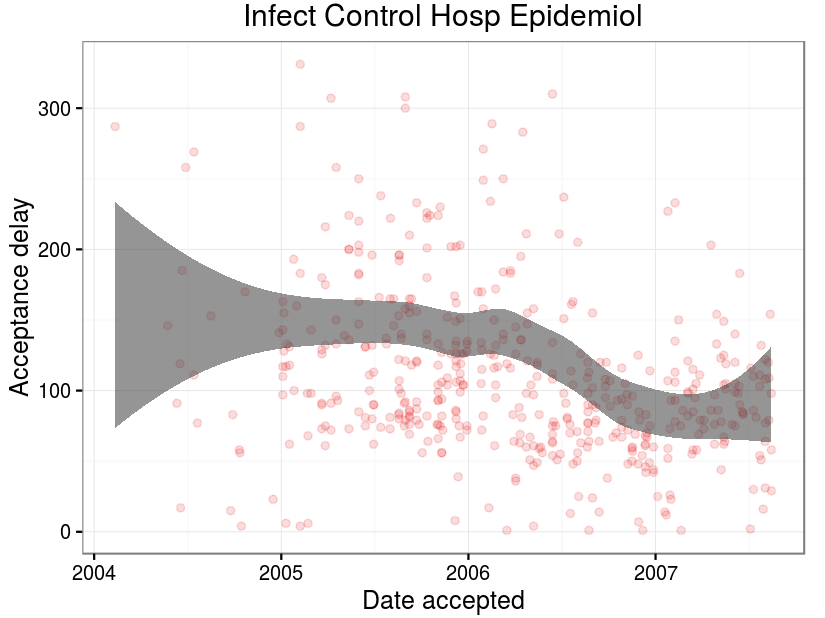 Infect Control Hosp Epidemiol
Acceptance delay
300
200
100
0
2004 2005 2006 2007
Date accepted